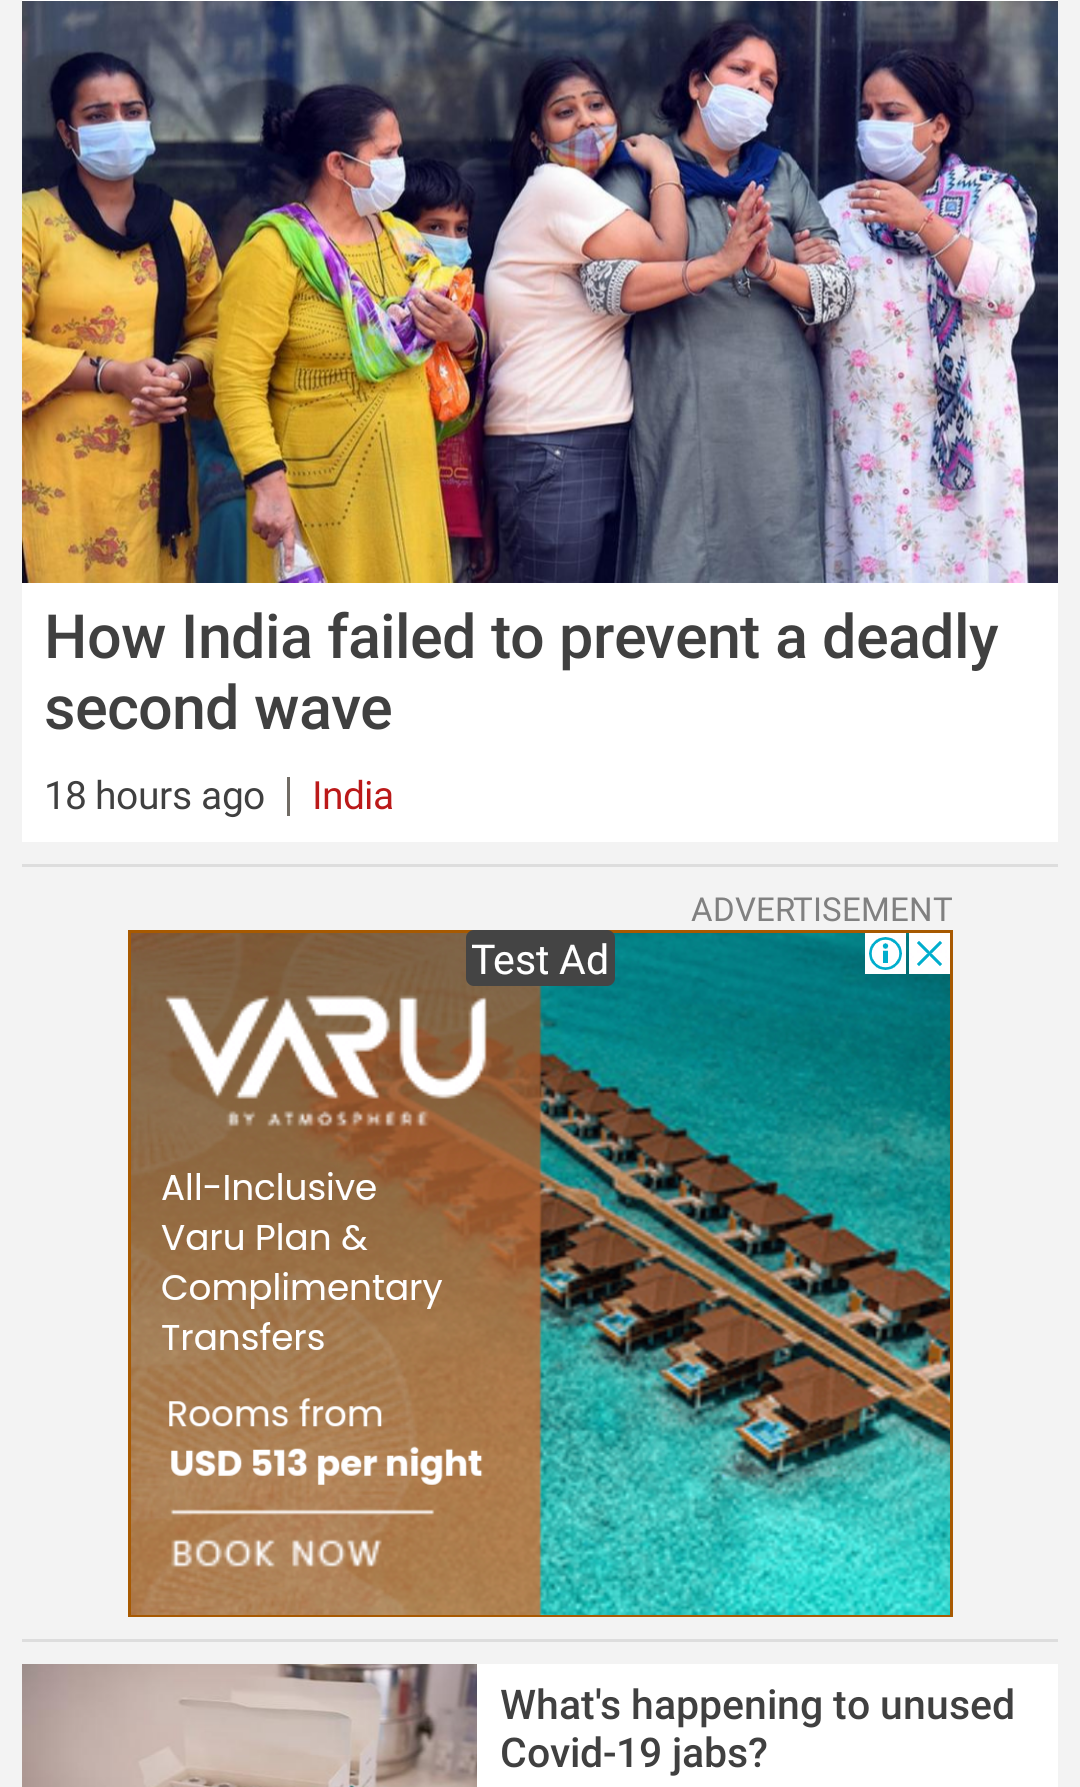 How India failed to prevent a deadly
second wave
18 hours ago | India
ADVERTISEMENT
Test Ad
VARU
BY ATMOSPHERE
All-Inclusive
Varu Plan &
Complimentary
Transfers
Rooms from
USD 513 per night
BOOK NOW
What's happening to unused
Covid-19 jabs?